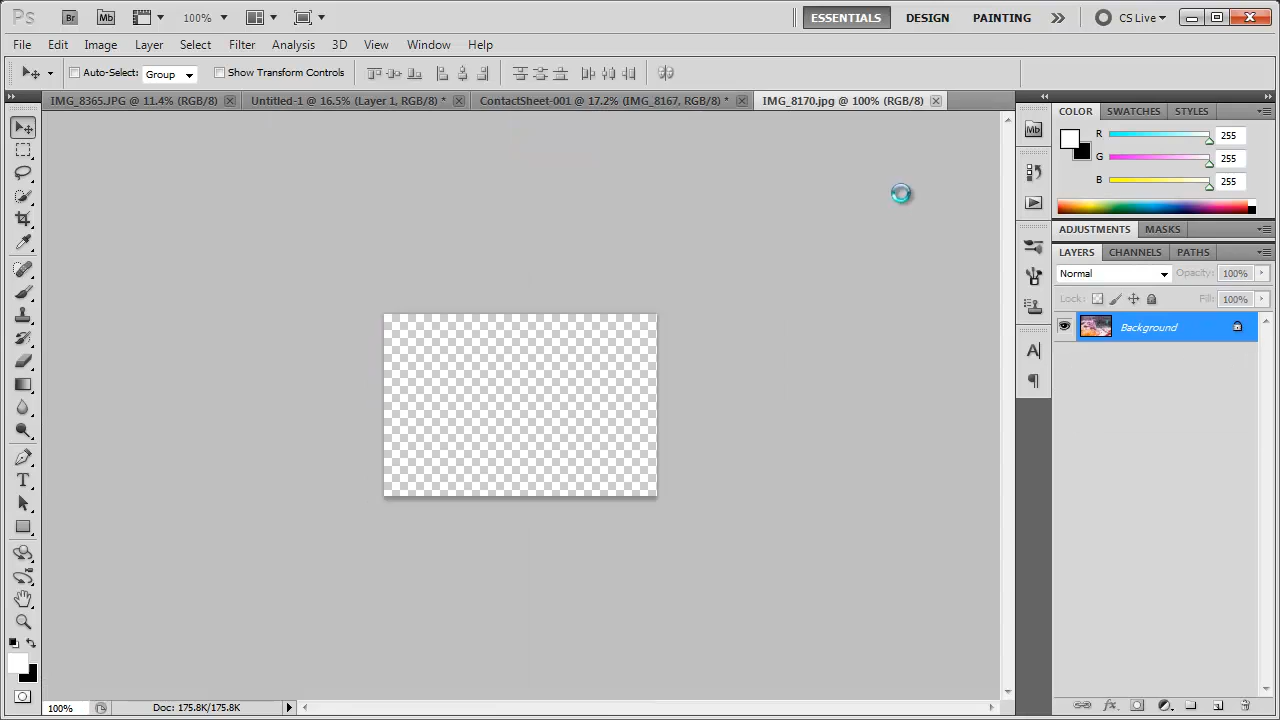 Ps Br Mb 100% ESSENTIALS DESIGN PAINTING CS Live
File Edit Image Layer Select Filter Analysis 3D View Window Help
Auto-Select: Group Show Transform Controls
IMG_8365.JPG @ 11.4% (RGB/8) Untitled-1 @ 16.5% (Layer 1, RGB/8) * ContactSheet-001 @ 17.2% (IMG_8167, RGB/8) * IMG_8170.jpg @ 100% (RGB/8)
COLOR SWATCHES STYLES
Mb
R 255
G 255
B 255
ADJUSTMENTS MASKS
LAYERS CHANNELS PATHS
Normal Opacity: 100%
Lock: Fill: 100%
Background
A
T
100% Doc: 175.8K/175.8K
fx